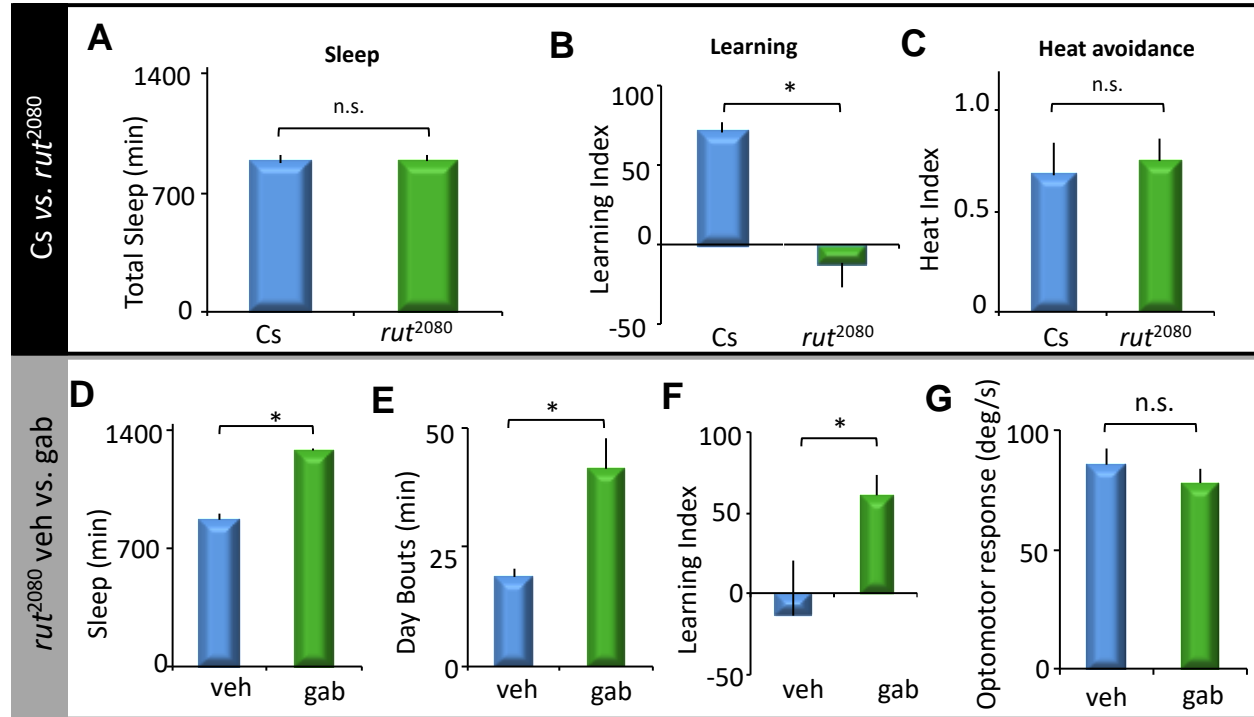 Cs vs. rut2080
A
Sleep
Total Sleep (min)
1400
700
0
n.s.
Cs
rut2080
B
Learning
Learning Index
100
50
0
-50
*
Cs
rut2080
C
Heat avoidance
Heat Index
1.0
0.5
0
n.s.
Cs
rut2080
rut2080 veh vs. gab
D
Sleep (min)
1400
700
0
*
veh
gab
E
Day Bouts (min)
50
25
0
*
veh
gab
F
Learning Index
100
50
0
-50
*
veh
gab
G
Optomotor response (deg/s)
100
50
0
n.s.
veh
gab